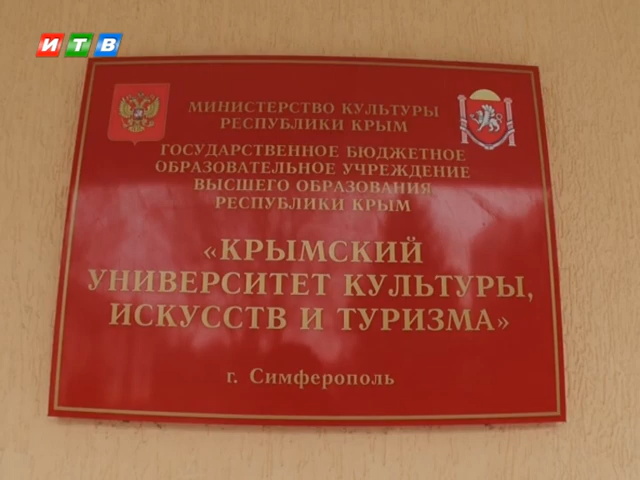 ИТВ
МИНИСТЕРСТВО КУЛЬТУРЫ
РЕСПУБЛИКИ КРЫМ
ГОСУДАРСТВЕННОЕ БЮДЖЕТНОЕ
ОБРАЗОВАТЕЛЬНОЕ УЧРЕЖДЕНИЕ
ВЫСШЕГО ОБРАЗОВАНИЯ
РЕСПУБЛИКИ КРЫМ
«КРЫМСКИЙ
УНИВЕРСИТЕТ КУЛЬТУРЫ,
ИСКУССТВ И ТУРИЗМА»
г. Симферополь